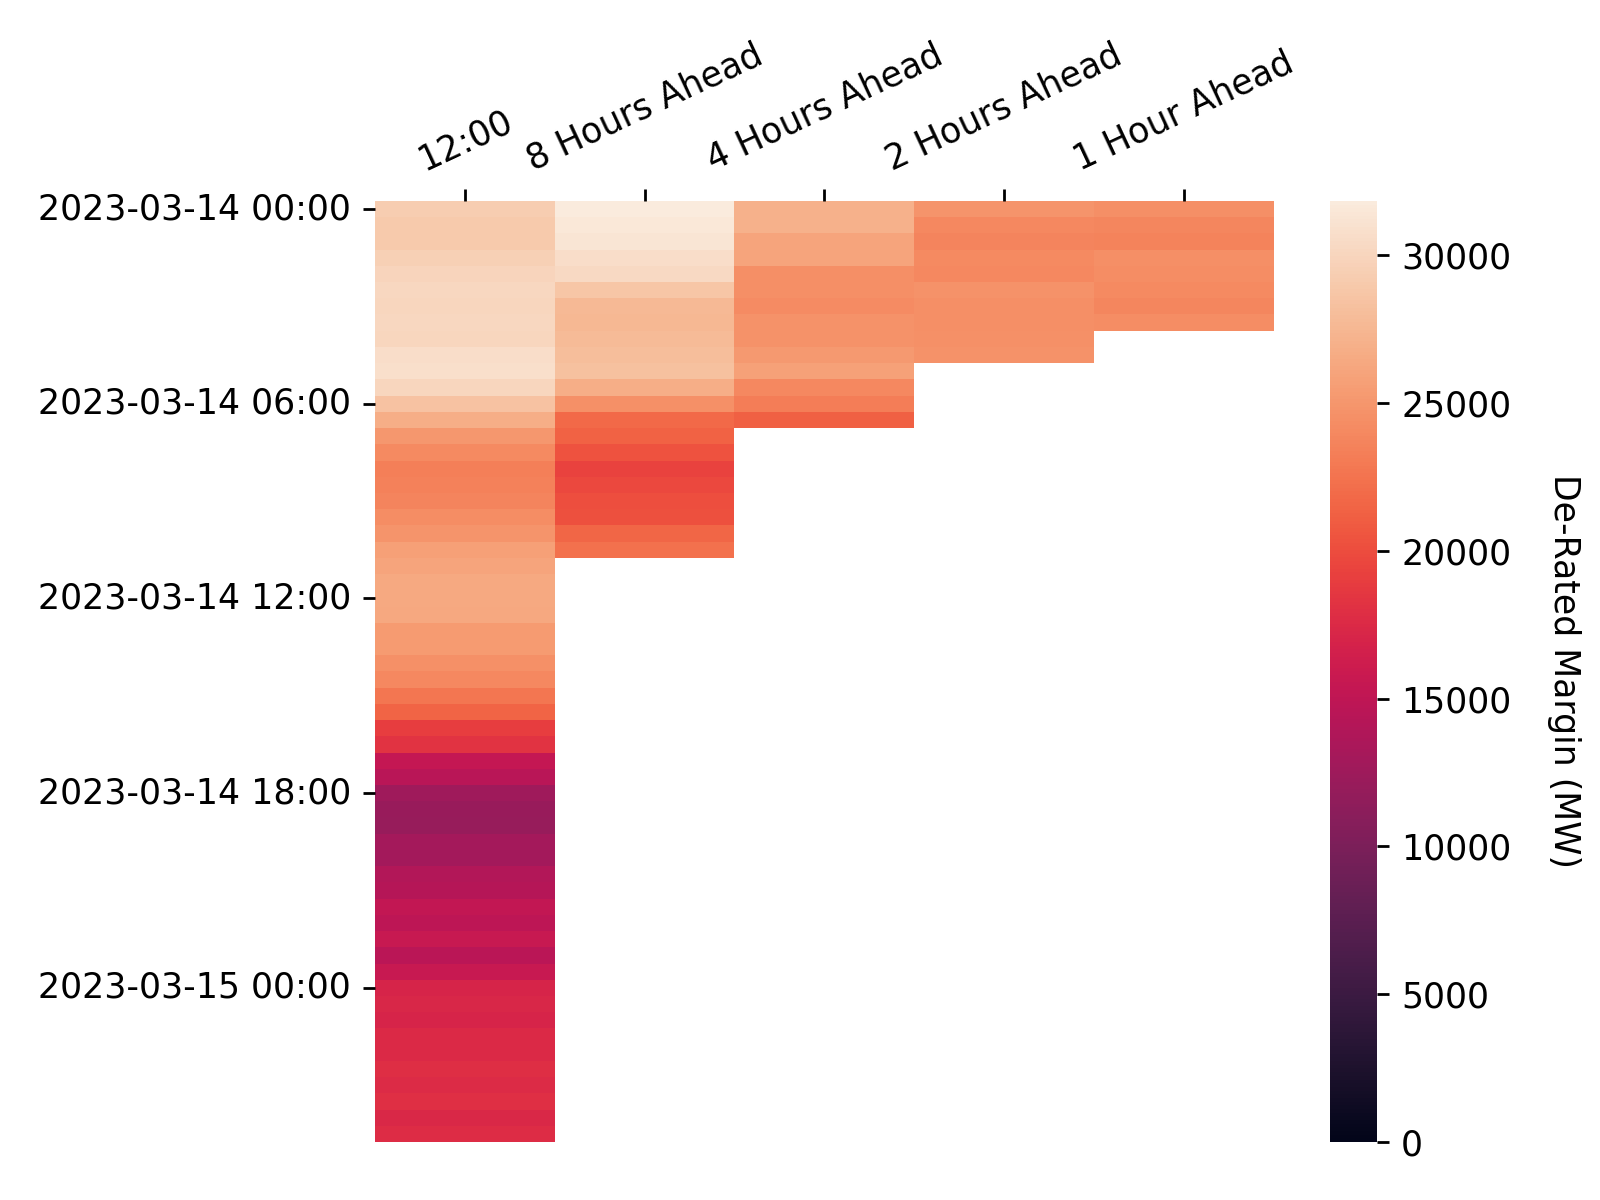 12:00
8 Hours Ahead
4 Hours Ahead
2 Hours Ahead
1 Hour Ahead
2023-03-14 00:00
2023-03-14 06:00
2023-03-14 12:00
2023-03-14 18:00
2023-03-15 00:00
30000
25000
20000
15000
10000
5000
0
De-Rated Margin (MW)